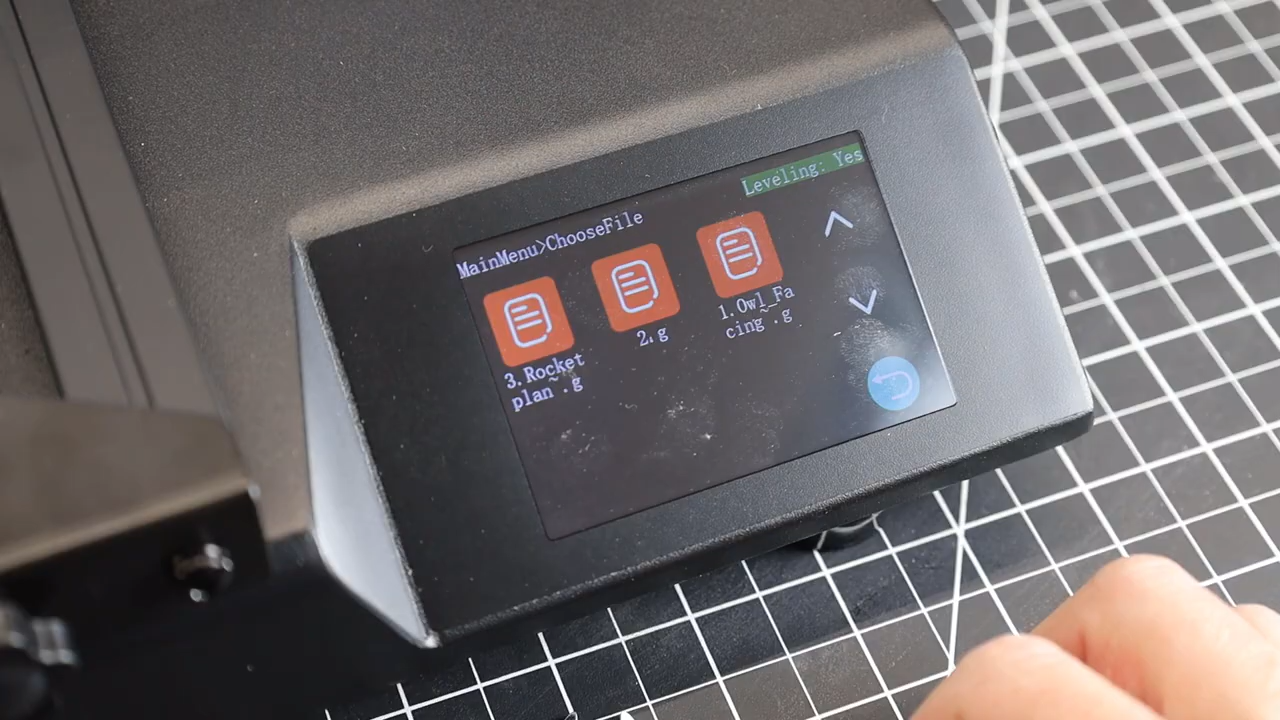 Leveling: Yes
MainMenu>ChooseFile
3.Rocket
plan~.g
2.g
1.Owl_Fa
cing~.g